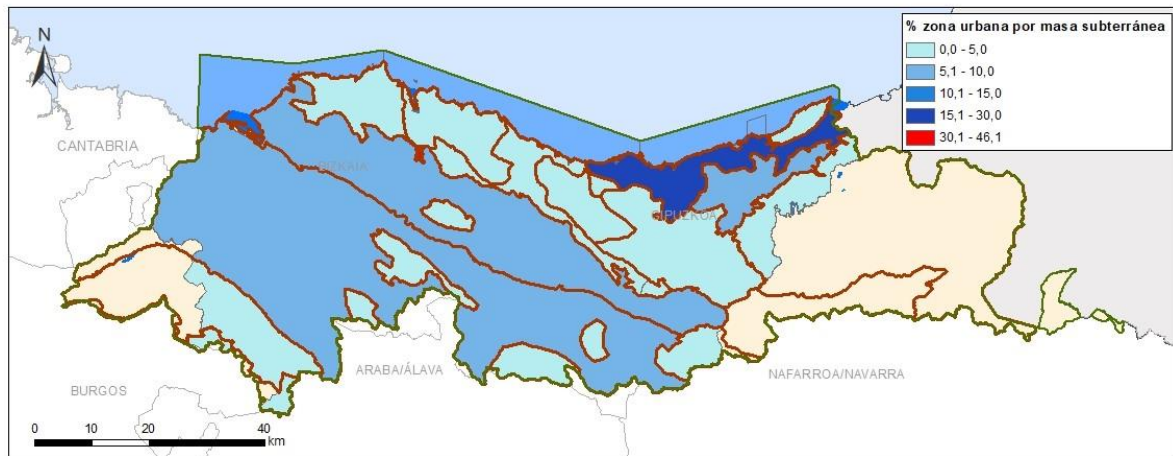 N
% zona urbana por masa subterránea
0,0 - 5,0
5,1 - 10,0
10,1 - 15,0
15,1 - 30,0
30,1 - 46,1
CANTABRIA
BIZKAIA
GIPUZKOA
ARABA/ÁLAVA
NAFARROA/NAVARRA
BURGOS
0 10 20 40
km